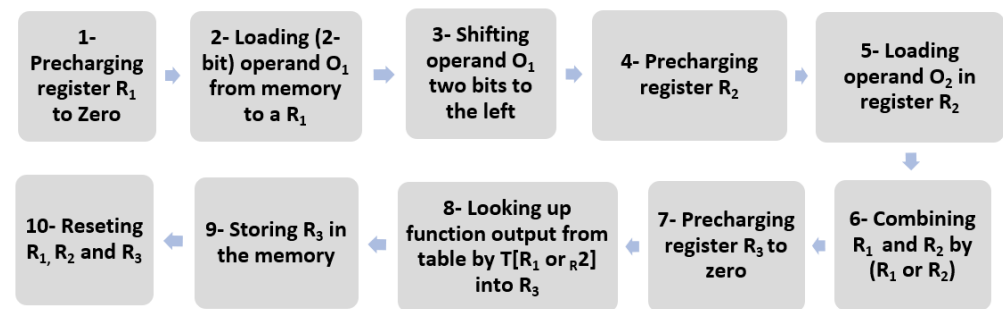 1-
Precharging
register R₁
to Zero
2- Loading (2-
bit) operand O₁
from memory
to a R₁
3- Shifting
operand O₁
two bits to
the left
4- Precharging
register R₂
5- Loading
operand O₂ in
register R₂
6- Combining
R₁ and R₂ by
(R₁ or R₂)
7- Precharging
register R₃ to
zero
8- Looking up
function output from
table by T[R₁ or ᵣ2]
into R₃
9- Storing R₃ in
the memory
10- Reseting
R₁, R₂ and R₃